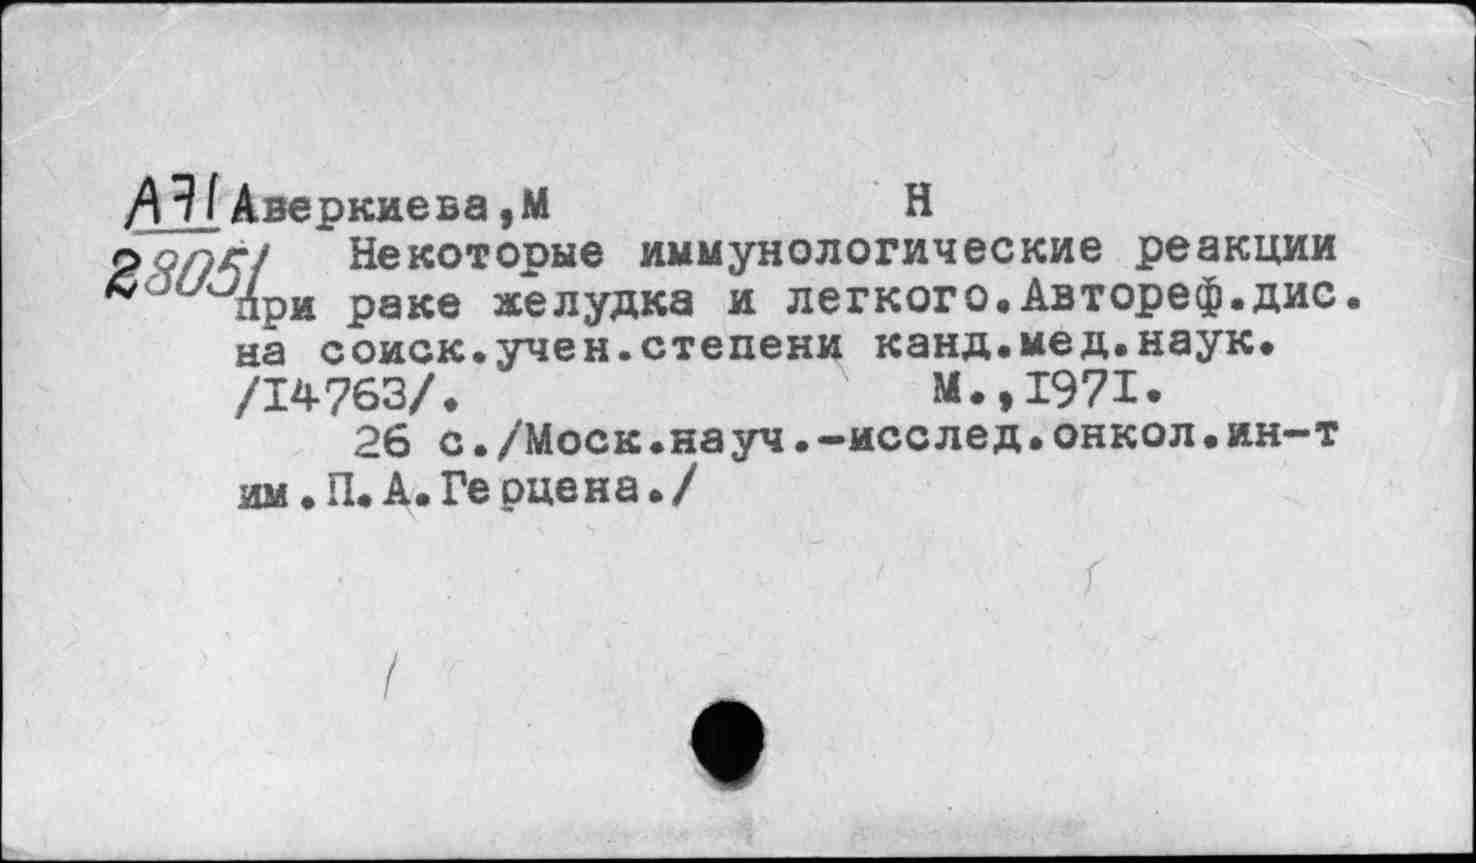 А71 Аверкиева,М Н
28051 Некоторые иммунологические реакции
при раке желудка и легкого.Автореф.дис.
на соиск.учен.степени канд.мед.наук.
/14763/. М.,1971.
26 с./Моск.науч.-исслед.онкол.ин-т
им.П.А.Герцена./